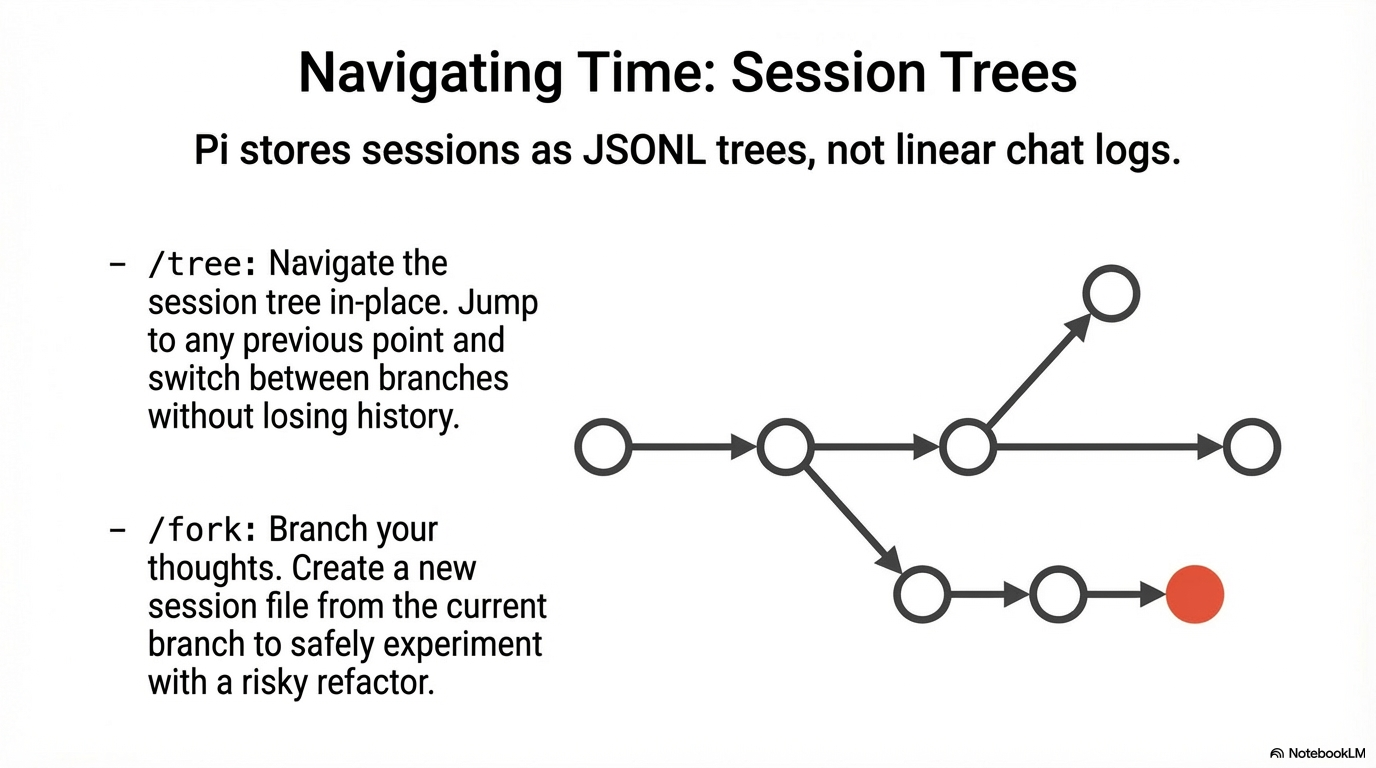 Navigating Time: Session Trees
Pi stores sessions as JSONL trees, not linear chat logs.
– /tree: Navigate the
session tree in-place. Jump
to any previous point and
switch between branches
without losing history.
– /fork: Branch your
thoughts. Create a new
session file from the current
branch to safely experiment
with a risky refactor.
NotebookLM